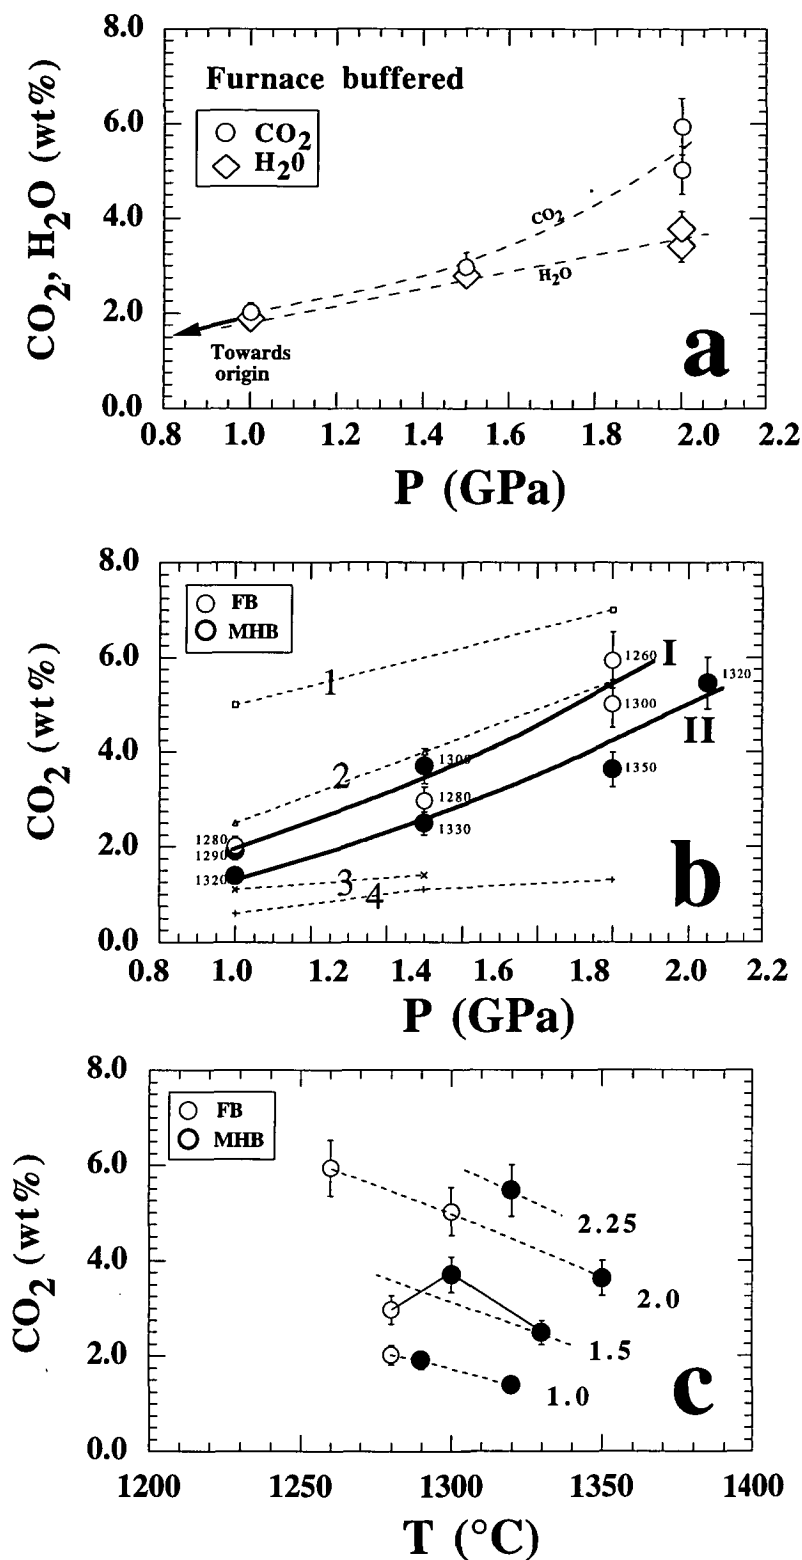 8.0
Furnace buffered
CO2
H20
6.0
4.0
2.0
0.0
CO2
H2O
Towards
origin
a
CO2, H2O (wt%)
0.8 1.0 1.2 1.4 1.6 1.8 2.0 2.2
P (GPa)
8.0
FB
MHB
6.0
4.0
2.0
0.0
1
2
3
4
1260
I
1320
1300
II
1300
1350
1280
1280
1330
1290
1320
b
CO2 (wt%)
0.8 1.0 1.2 1.4 1.6 1.8 2.0 2.2
P (GPa)
8.0
FB
MHB
6.0
4.0
2.0
0.0
2.25
2.0
1.5
1.0
c
CO2 (wt%)
1200 1250 1300 1350 1400
T (°C)